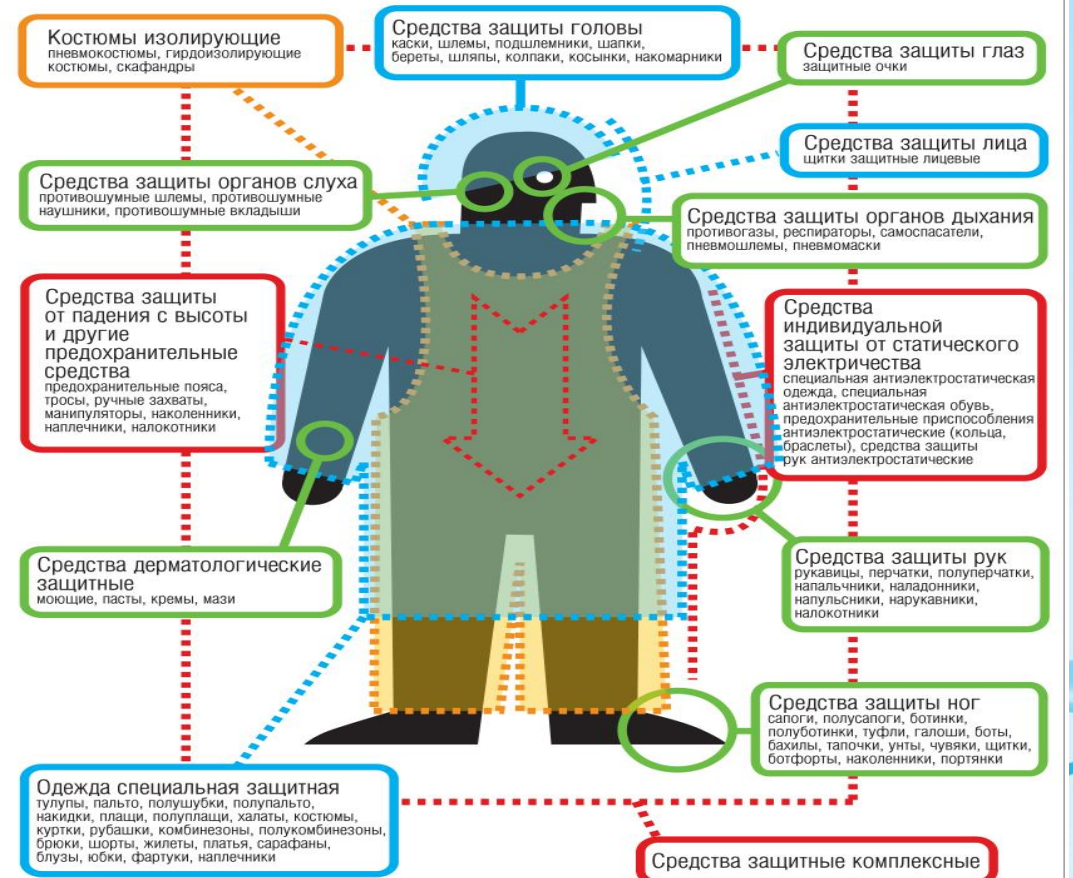 Костюмы изолирующие
пневмокостюмы, гирдоизолирующие
костюмы, скафандры
Средства защиты головы
каски, шлемы, подшлемники, шапки,
береты, шляпы, колпаки, косынки, накомарники
Средства защиты глаз
защитные очки
Средства защиты лица
щитки защитные лицевые
Средства защиты органов слуха
противошумные шлемы, противошумные
наушники, противошумные вкладыши
Средства защиты органов дыхания
противогазы, респираторы, самоспасатели,
пневмошлемы, пневмомаски
Средства защиты
от падения с высоты
и другие
предохранительные
средства
предохранительные пояса,
тросы, ручные захваты,
манипуляторы, наколенники,
наплечники, налокотники
Средства
индивидуальной
защиты от статического
электричества
специальная антиэлектростатическая
одежда, специальная
антиэлектростатическая обувь,
предохранительные приспособления
антиэлектростатические (кольца,
браслеты), средства защиты
рук антиэлектростатические
Средства дерматологические
защитные
моющие, пасты, кремы, мази
Средства защиты рук
рукавицы, перчатки, полуперчатки,
напальчники, наладонники,
напульсники, нарукавники,
налокотники
Средства защиты ног
сапоги, полусапоги, ботинки,
полуботинки, туфли, галоши, боты,
бахилы, тапочки, унты, чувяки, щитки,
ботфорты, наколенники, портянки
Одежда специальная защитная
тулупы, пальто, полушубки, полупальто,
накидки, плащи, полуплащи, халаты, костюмы,
куртки, рубашки, комбинезоны, полукомбинезоны,
брюки, шорты, жилеты, платья, сарафаны,
блузы, юбки, фартуки, наплечники
Средства защитные комплексные